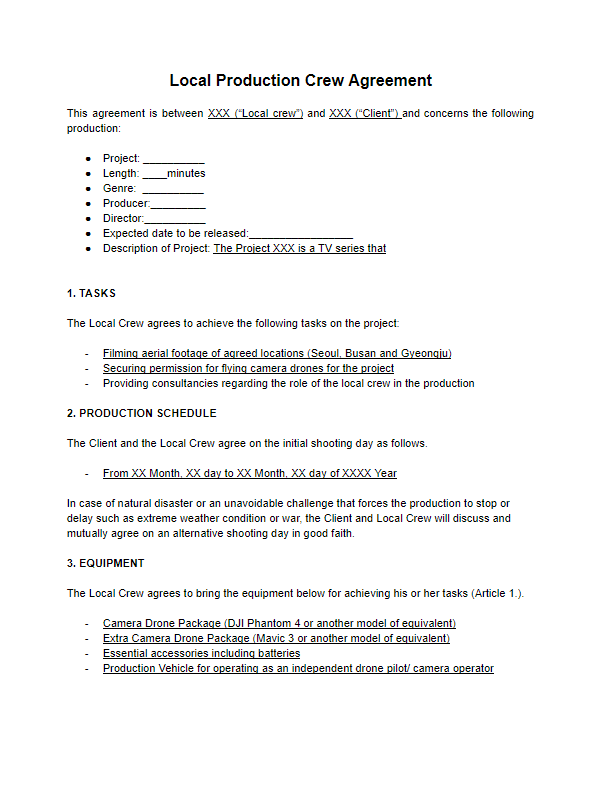 Local Production Crew Agreement
This agreement is between XXX (“Local crew”) and XXX (“Client”) and concerns the following
production:
● Project: __________
● Length: ____minutes
● Genre: __________
● Producer:_________
● Director:__________
● Expected date to be released:_________________
● Description of Project: The Project XXX is a TV series that
1. TASKS
The Local Crew agrees to achieve the following tasks on the project:
- Filming aerial footage of agreed locations (Seoul, Busan and Gyeongju)
- Securing permission for flying camera drones for the project
- Providing consultancies regarding the role of the local crew in the production
2. PRODUCTION SCHEDULE
The Client and the Local Crew agree on the initial shooting day as follows.
- From XX Month, XX day to XX Month, XX day of XXXX Year
In case of natural disaster or an unavoidable challenge that forces the production to stop or
delay such as extreme weather condition or war, the Client and Local Crew will discuss and
mutually agree on an alternative shooting day in good faith.
3. EQUIPMENT
The Local Crew agrees to bring the equipment below for achieving his or her tasks (Article 1.).
- Camera Drone Package (DJI Phantom 4 or another model of equivalent)
- Extra Camera Drone Package (Mavic 3 or another model of equivalent)
- Essential accessories including batteries
- Production Vehicle for operating as an independent drone pilot/ camera operator